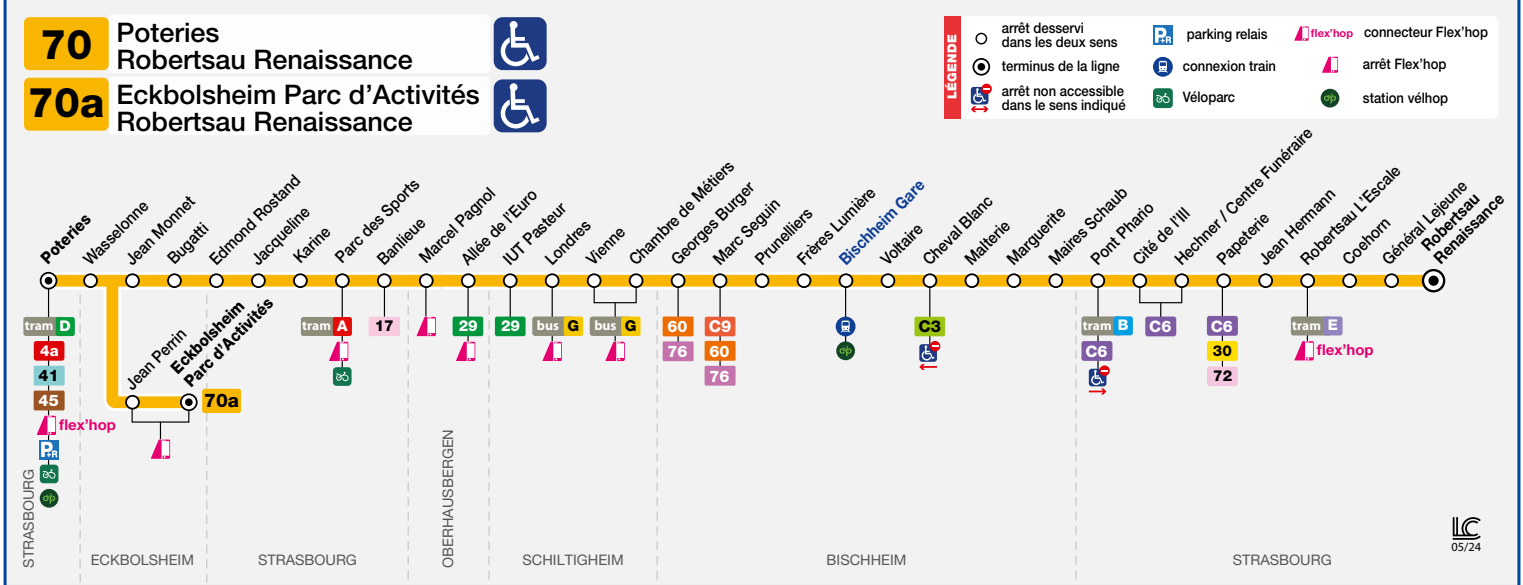 70
Poteries
Robertsau Renaissance
70a
Eckbolsheim Parc d'Activités
Robertsau Renaissance
LÉGENDE
arrêt desservi
dans les deux sens
terminus de la ligne
arrêt non accessible
dans le sens indiqué
P+R
parking relais
connexion train
Véloparc
flex'hop
connecteur Flex'hop
arrêt Flex'hop
station vélhop
Poteries
Wasselonne
Jean Monnet
Bugatti
Edmond Rostand
Jacqueline
Karine
Parc des Sports
Banlieue
Marcel Pagnol
Allée de l'Euro
IUT Pasteur
Londres
Vienne
Chambre de Métiers
Georges Burger
Marc Seguin
Prunelliers
Frères Lumière
Bischheim Gare
Voltaire
Cheval Blanc
Malterie
Marguerite
Maires Schaub
Pont Phario
Cité de l'Ill
Hechner / Centre Funéraire
Papeterie
Jean Hermann
Robertsau L'Escale
Coehorn
Général Lejeune
Robertsau
Renaissance
tram D
4a
41
45
flex'hop
P+R
Jean Perrin
Eckbolsheim
Parc d'Activités
70a
tram A
17
29
29
bus G
bus G
60
76
C9
60
76
C3
tram B
C6
C6
C6
30
72
tram E
flex'hop
STRASBOURG
ECKBOLSHEIM
STRASBOURG
OBERHAUSBERGEN
SCHILTIGHEIM
BISCHHEIM
STRASBOURG
LC
05/24